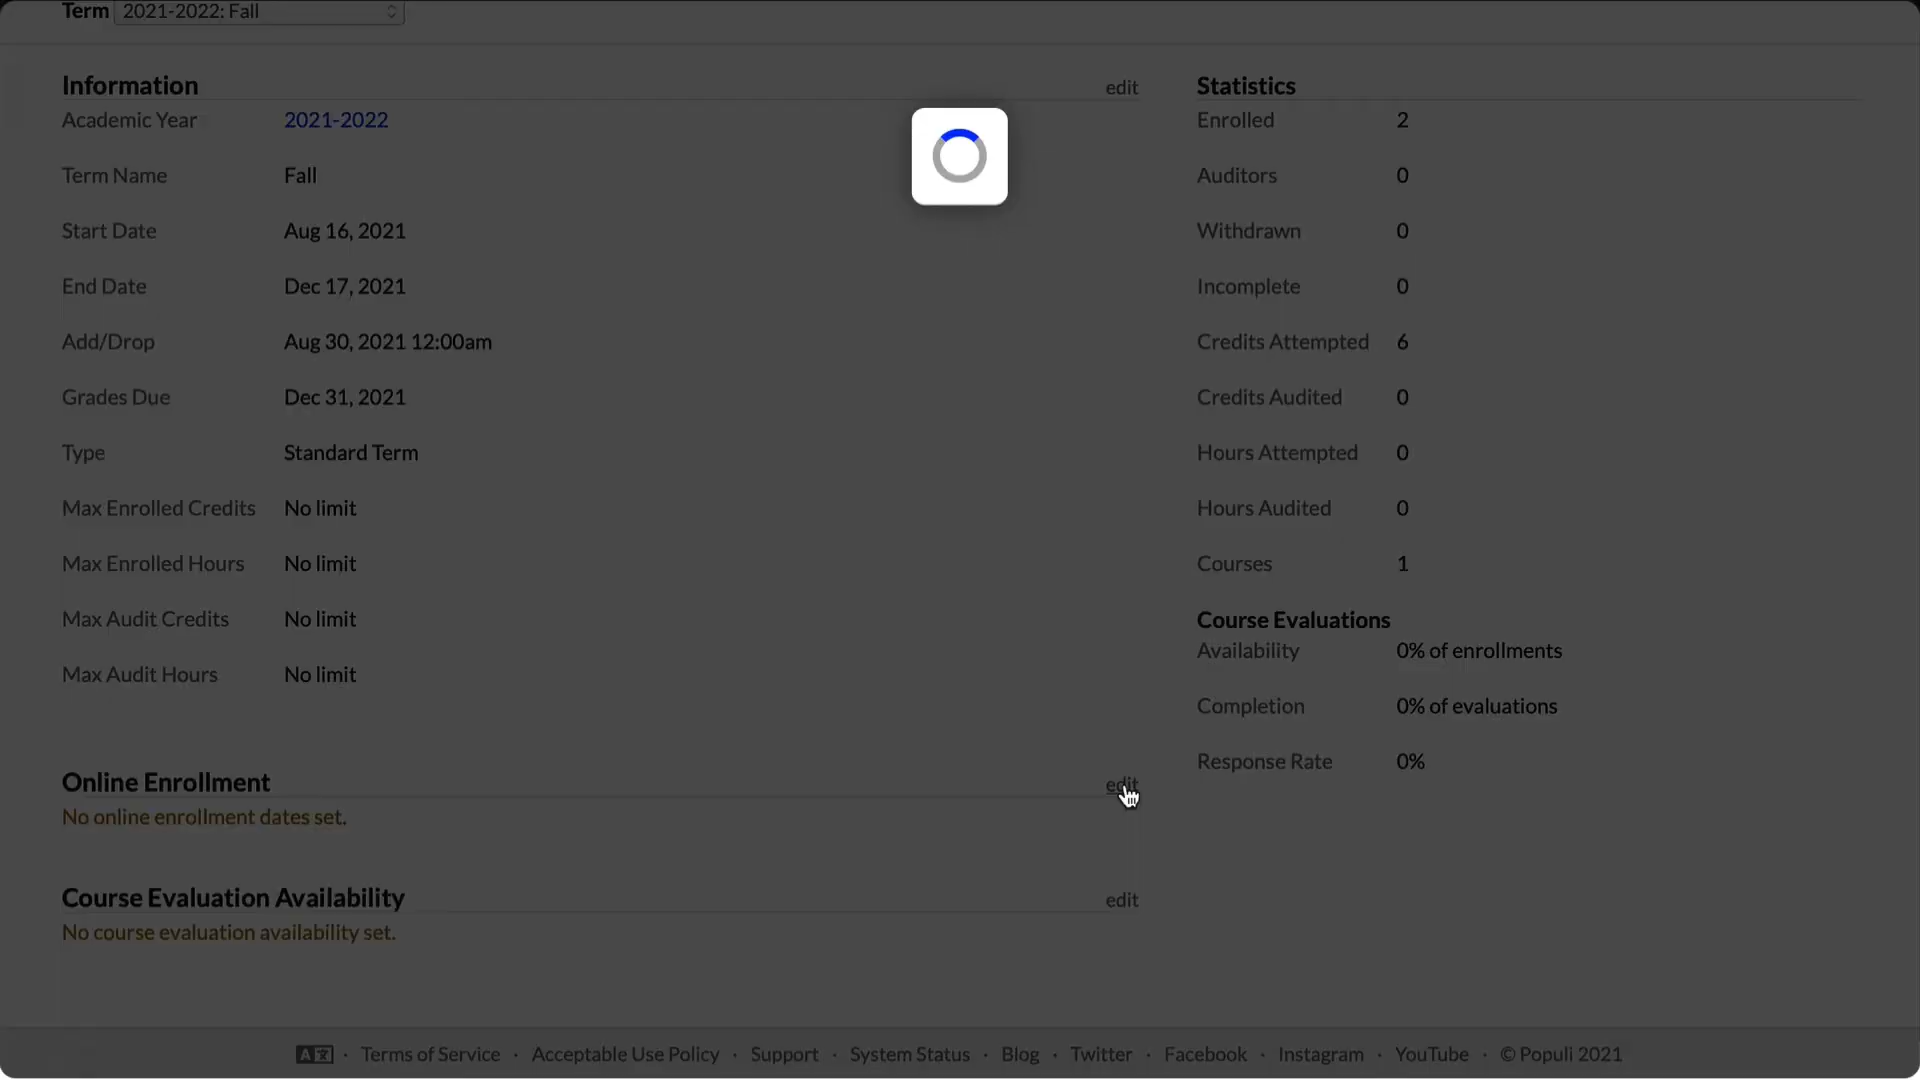 Term 2021-2022: Fall
Information edit
Academic Year 2021-2022
Term Name Fall
Start Date Aug 16, 2021
End Date Dec 17, 2021
Add/Drop Aug 30, 2021 12:00am
Grades Due Dec 31, 2021
Type Standard Term
Max Enrolled Credits No limit
Max Enrolled Hours No limit
Max Audit Credits No limit
Max Audit Hours No limit
Online Enrollment edit
No online enrollment dates set.
Course Evaluation Availability edit
No course evaluation availability set.
Statistics
Enrolled 2
Auditors 0
Withdrawn 0
Incomplete 0
Credits Attempted 6
Credits Audited 0
Hours Attempted 0
Hours Audited 0
Courses 1
Course Evaluations
Availability 0% of enrollments
Completion 0% of evaluations
Response Rate 0%
· Terms of Service · Acceptable Use Policy · Support · System Status · Blog · Twitter · Facebook · Instagram · YouTube · © Populi 2021